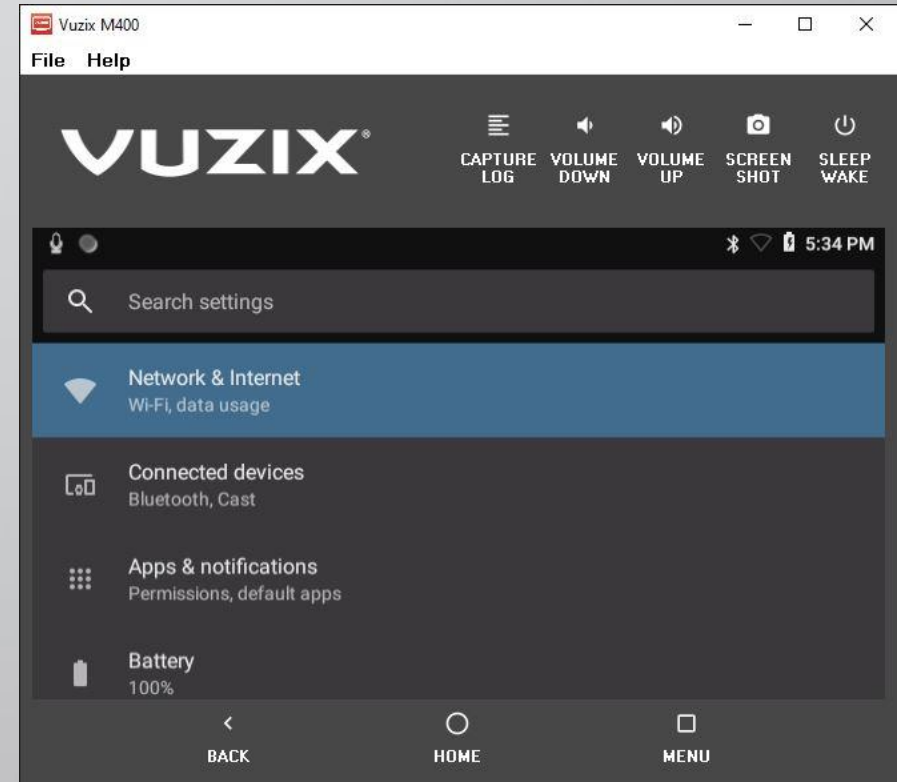 Vuzix M400
File Help
VUZIX®
CAPTURE LOG
VOLUME DOWN
VOLUME UP
SCREEN SHOT
SLEEP WAKE
5:34 PM
Search settings
Network & Internet
Wi-Fi, data usage
Connected devices
Bluetooth, Cast
Apps & notifications
Permissions, default apps
Battery
100%
BACK HOME MENU